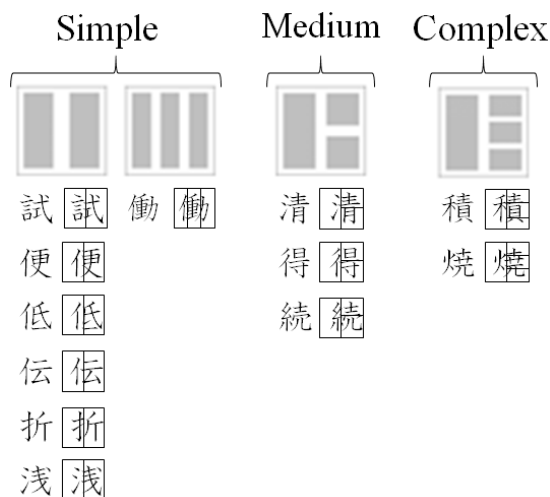 Simple Medium Complex
試 試 働 働 清 清 積 積
便 便 得 得 焼 焼
低 低 続 続
伝 伝
折 折
浅 浅